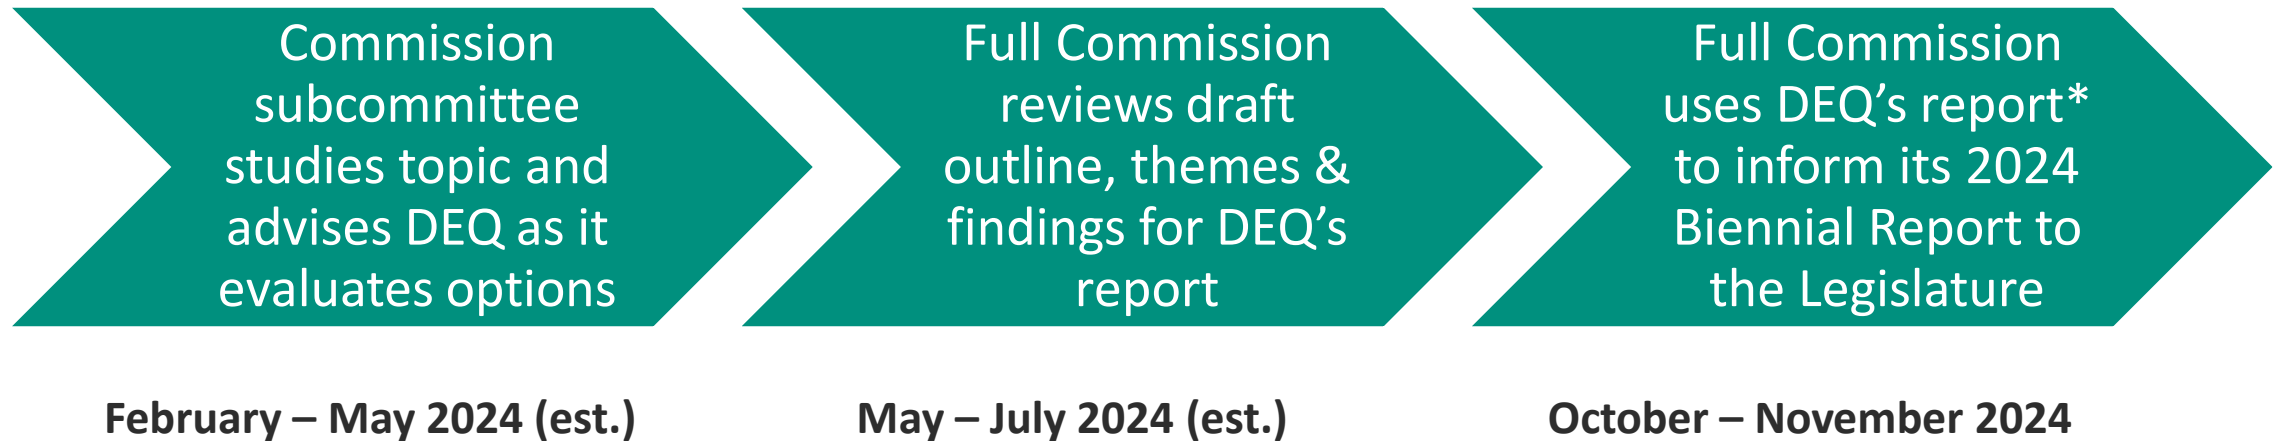 Commission
subcommittee
studies topic and
advises DEQ as it
evaluates options
Full Commission
reviews draft
outline, themes &
findings for DEQ’s
report
Full Commission
uses DEQ’s report*
to inform its 2024
Biennial Report to
the Legislature
February – May 2024 (est.)
May – July 2024 (est.)
October – November 2024